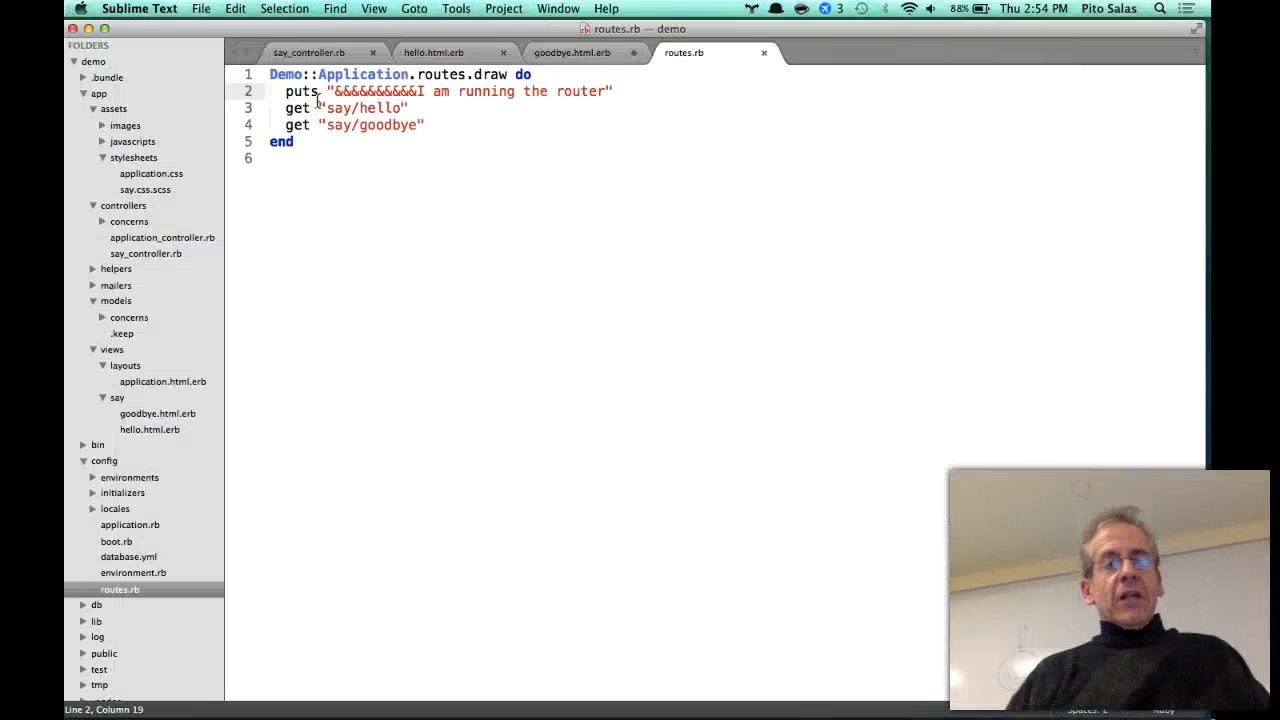 Sublime Text File Edit Selection Find View Goto Tools Project Window Help 3 88% Thu 2:54 PM Pito Salas
routes.rb — demo
FOLDERS
say_controller.rb hello.html.erb goodbye.html.erb routes.rb
demo
.bundle
app
assets
images
javascripts
stylesheets
application.css
say.css.scss
controllers
concerns
application_controller.rb
say_controller.rb
helpers
mailers
models
concerns
.keep
views
layouts
application.html.erb
say
goodbye.html.erb
hello.html.erb
bin
config
environments
initializers
locales
application.rb
boot.rb
database.yml
environment.rb
routes.rb
db
lib
log
public
test
tmp
1 Demo::Application.routes.draw do
2 puts "&&&&&&&&&&I am running the router"
3 get "say/hello"
4 get "say/goodbye"
5 end
6
Line 2, Column 19